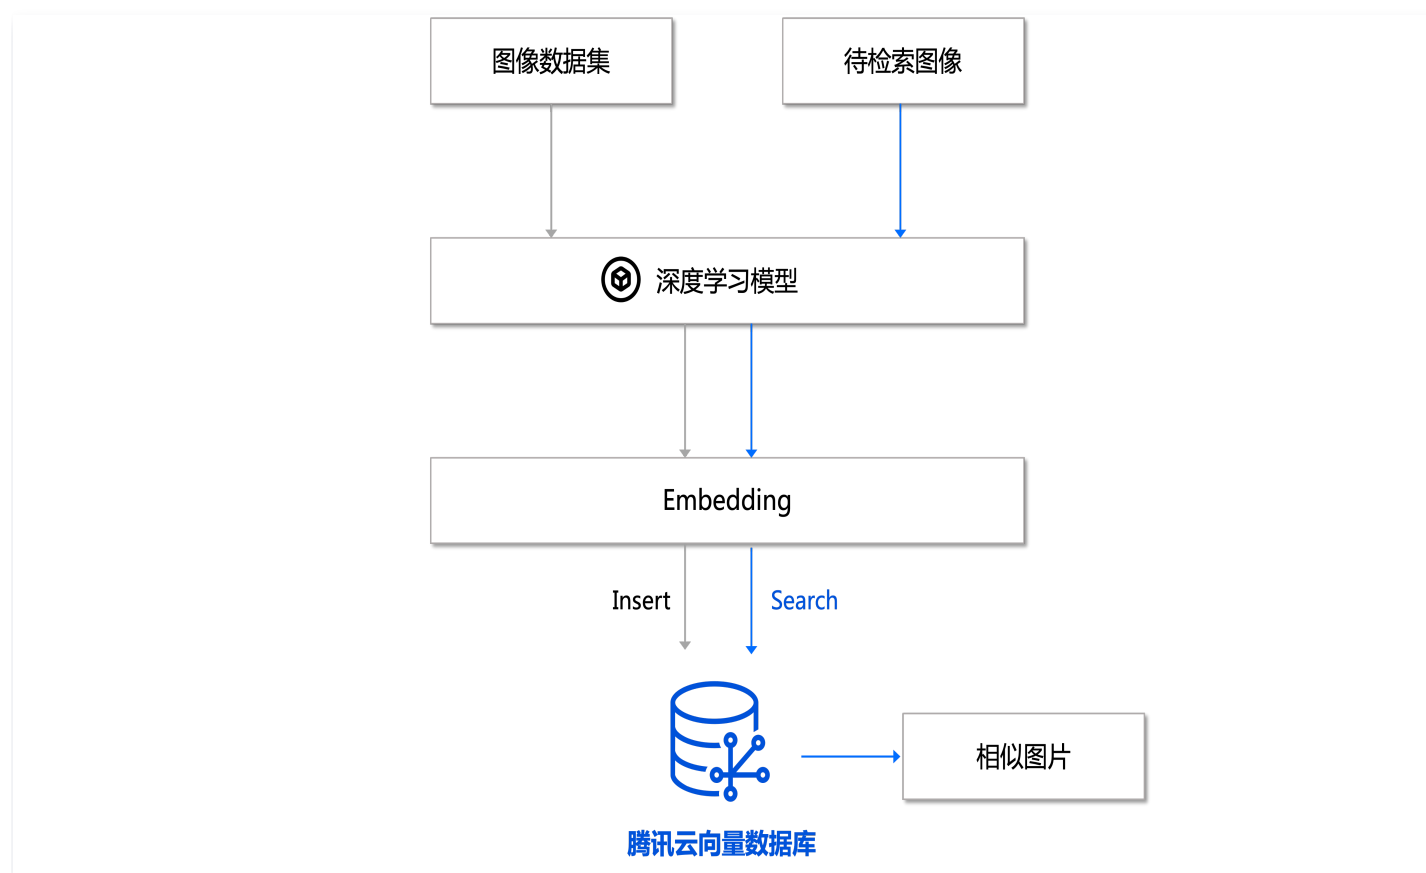 图像数据集
待检索图像
深度学习模型
Embedding
Insert
Search
相似图片
腾讯云向量数据库